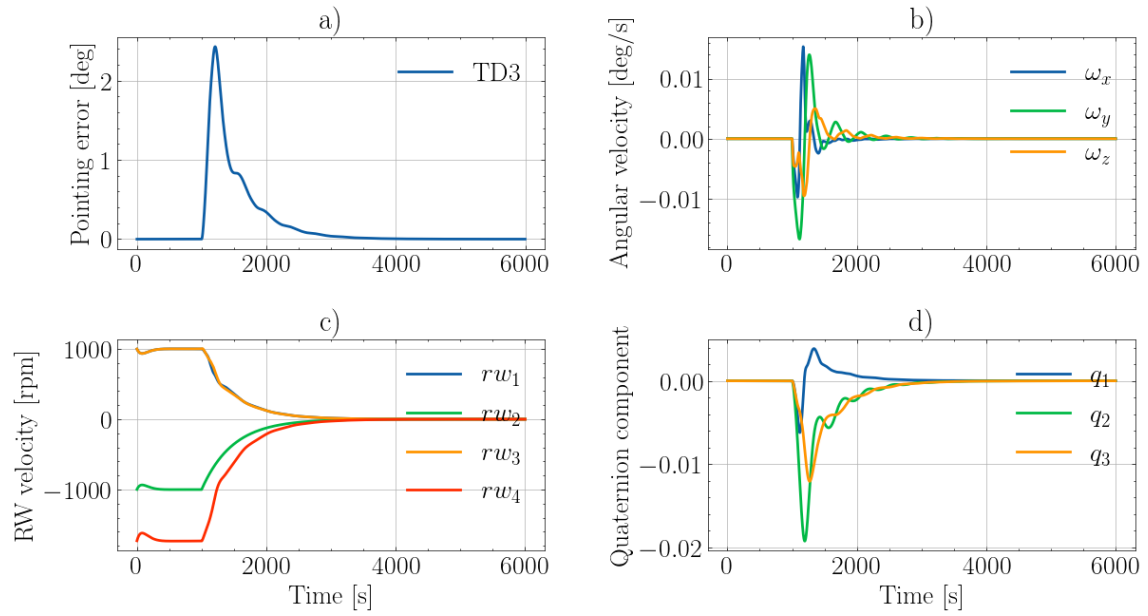 a)
Pointing error [deg]
2
1
0
TD3
0 2000 4000 6000
b)
Angular velocity [deg/s]
0.01
0.00
−0.01
ω_x
ω_y
ω_z
0 2000 4000 6000
c)
RW velocity [rpm]
1000
0
−1000
rw_1
rw_2
rw_3
rw_4
0 2000 4000 6000
Time [s]
d)
Quaternion component
0.00
−0.01
−0.02
q_1
q_2
q_3
0 2000 4000 6000
Time [s]